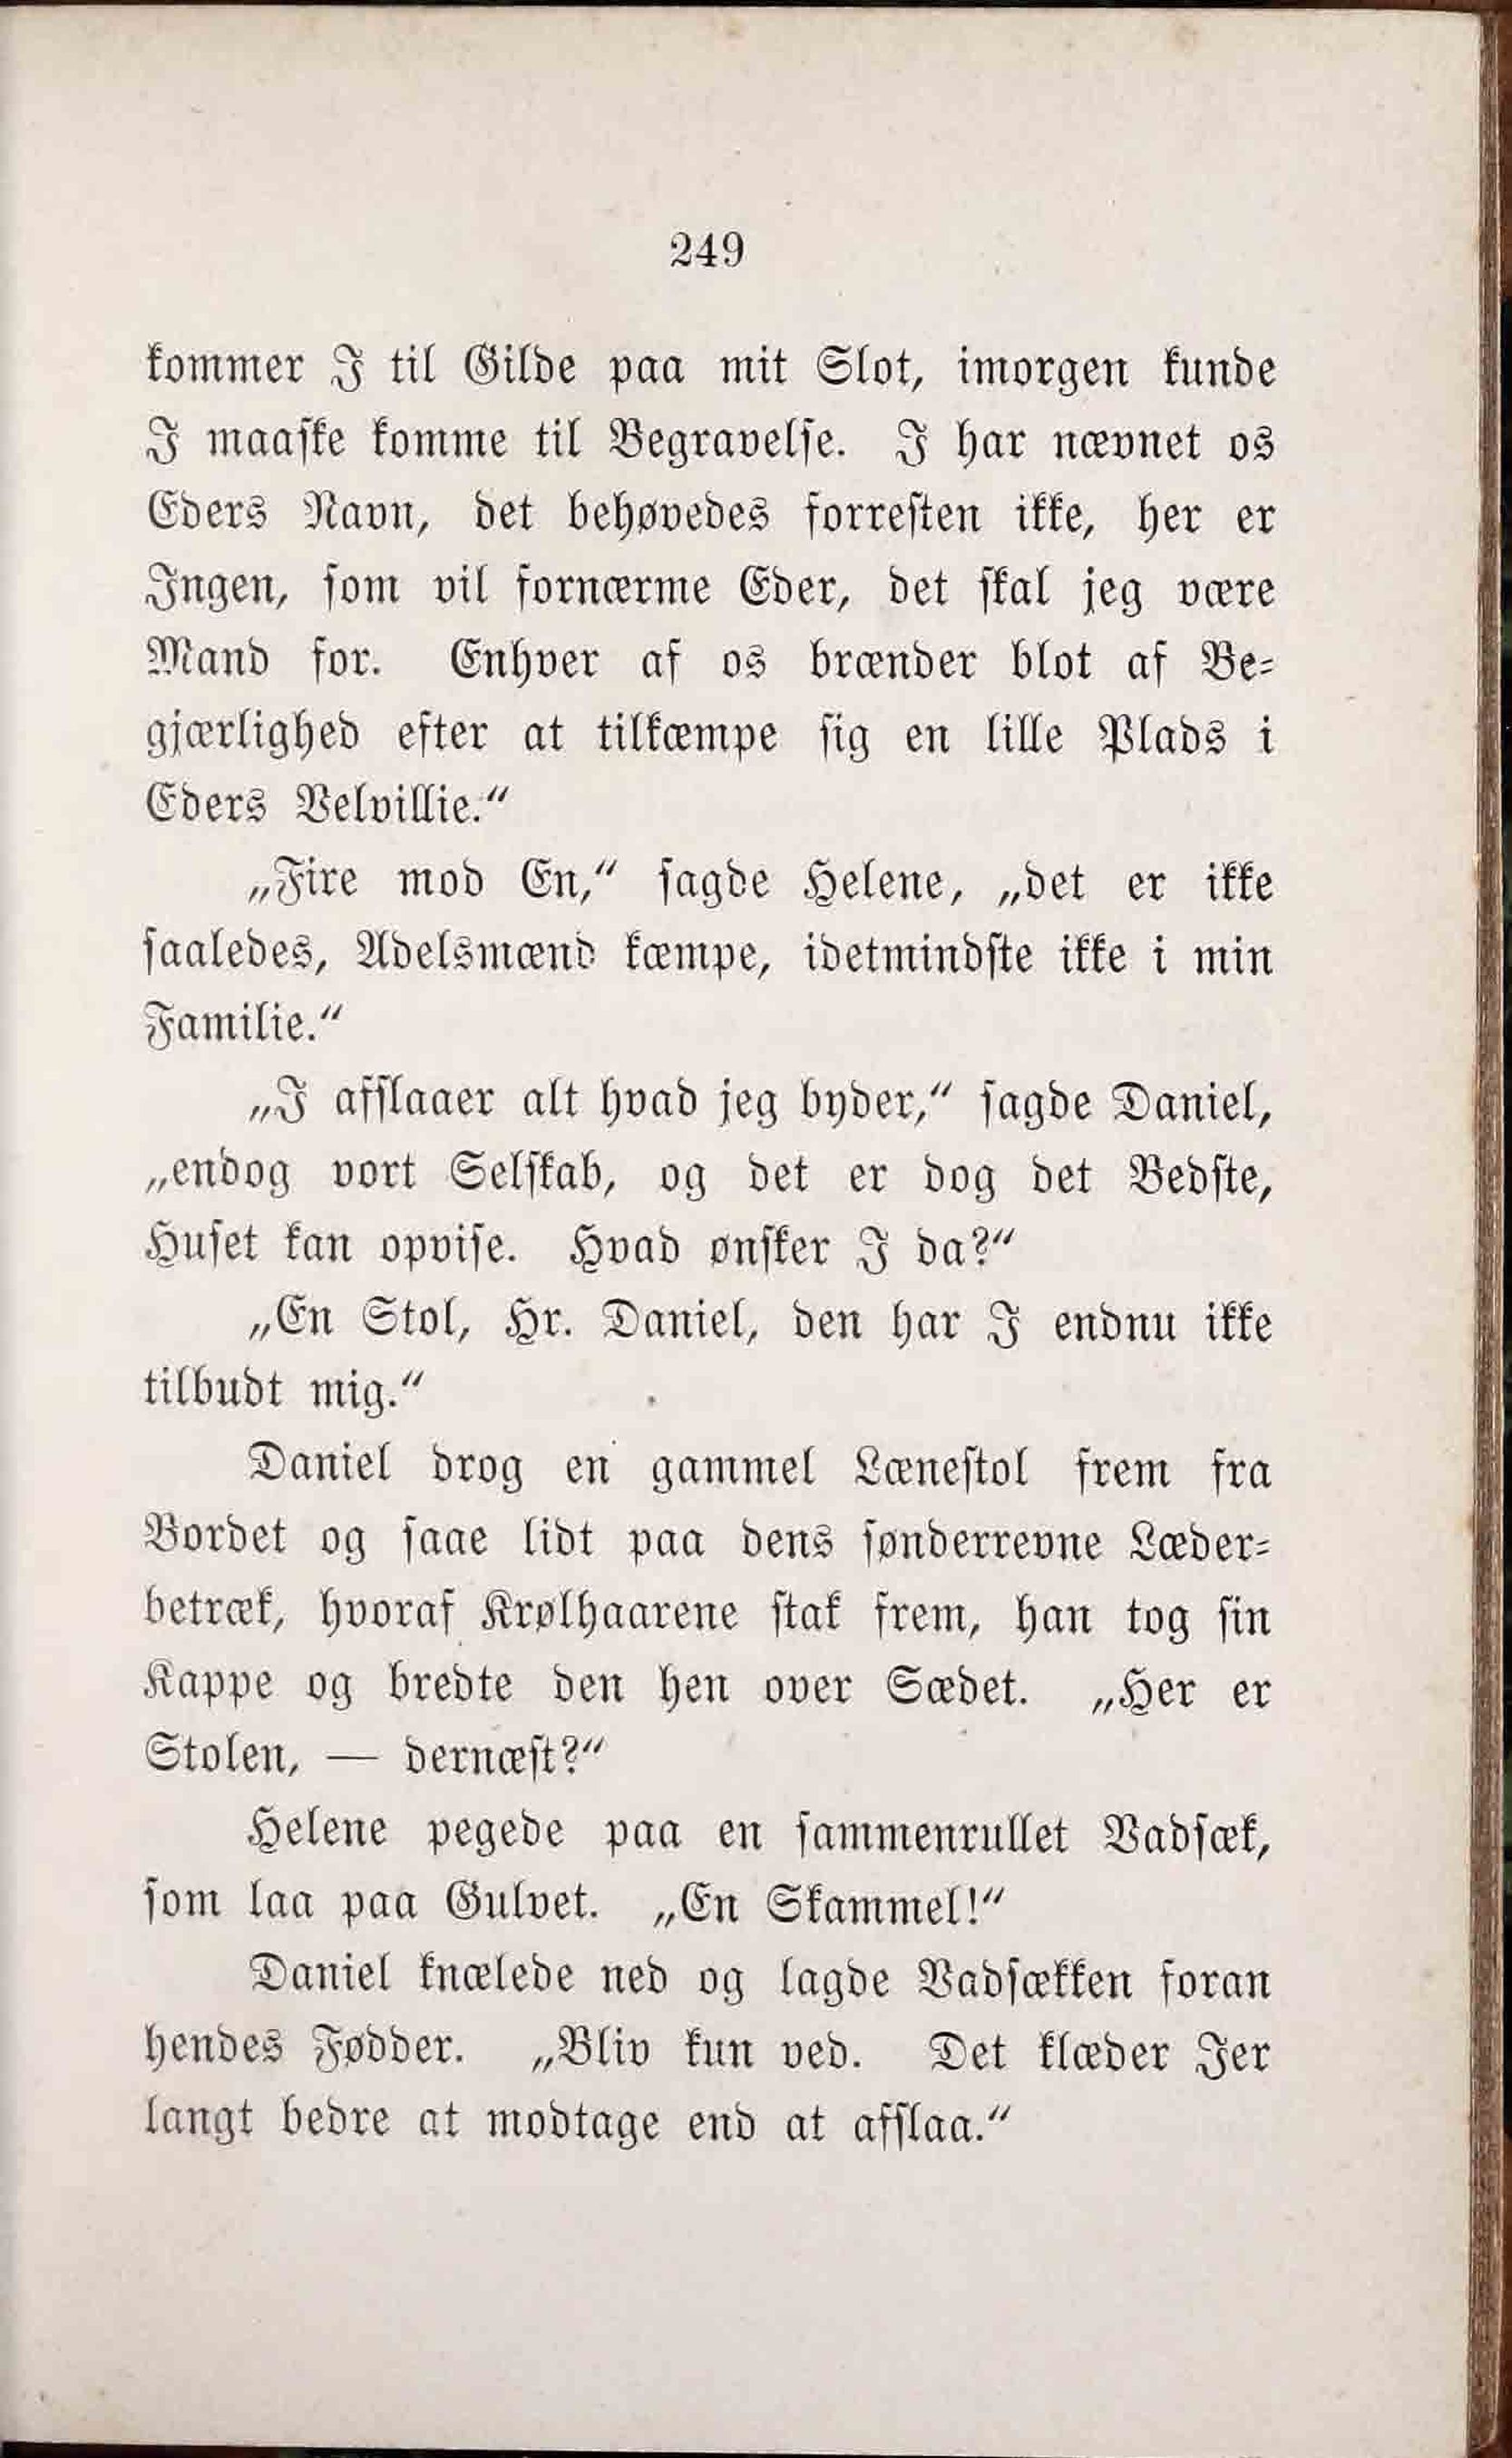 249
kommer I til Gilde paa mit Slot, imorgen kunde
I maaske komme til Begravelse. I har nævnet os
Eders Navn, det behøvedes forresten ikke, her er
Ingen, som vil fornærme Eder, det skal jeg være
Mand for. Enhver af os brænder blot af Be-
gjærlighed efter at tilkæmpe sig en lille Plads i
Eders Velvillie.“
„Fire mod En,“ sagde Helene, „det er ikke
saaledes, Adelsmænd kæmpe, idetmindste ikke i min
Familie.“
„I afslaaer alt hvad jeg byder,“ sagde Daniel,
„endog vort Selskab, og det er dog det Bedste,
Huset kan opvise. Hvad ønsker I da?“
„En Stol, Hr. Daniel, den har I endnu ikke
tilbudt mig.“
Daniel drog en gammel Lænestol frem fra
Bordet og saae lidt paa dens sønderrevne Læder-
betræk, hvoraf Krølhaarene stak frem, han tog sin
Kappe og bredte den hen over Sædet. „Her er
Stolen, — dernæst?“
Helene pegede paa en sammenrullet Vadsæk,
som laa paa Gulvet. „En Skammel!“
Daniel knælede ned og lagde Vadsækken foran
hendes Fødder. „Bliv kun ved. Det klæder Jer
langt bedre at modtage end at afslaa.“